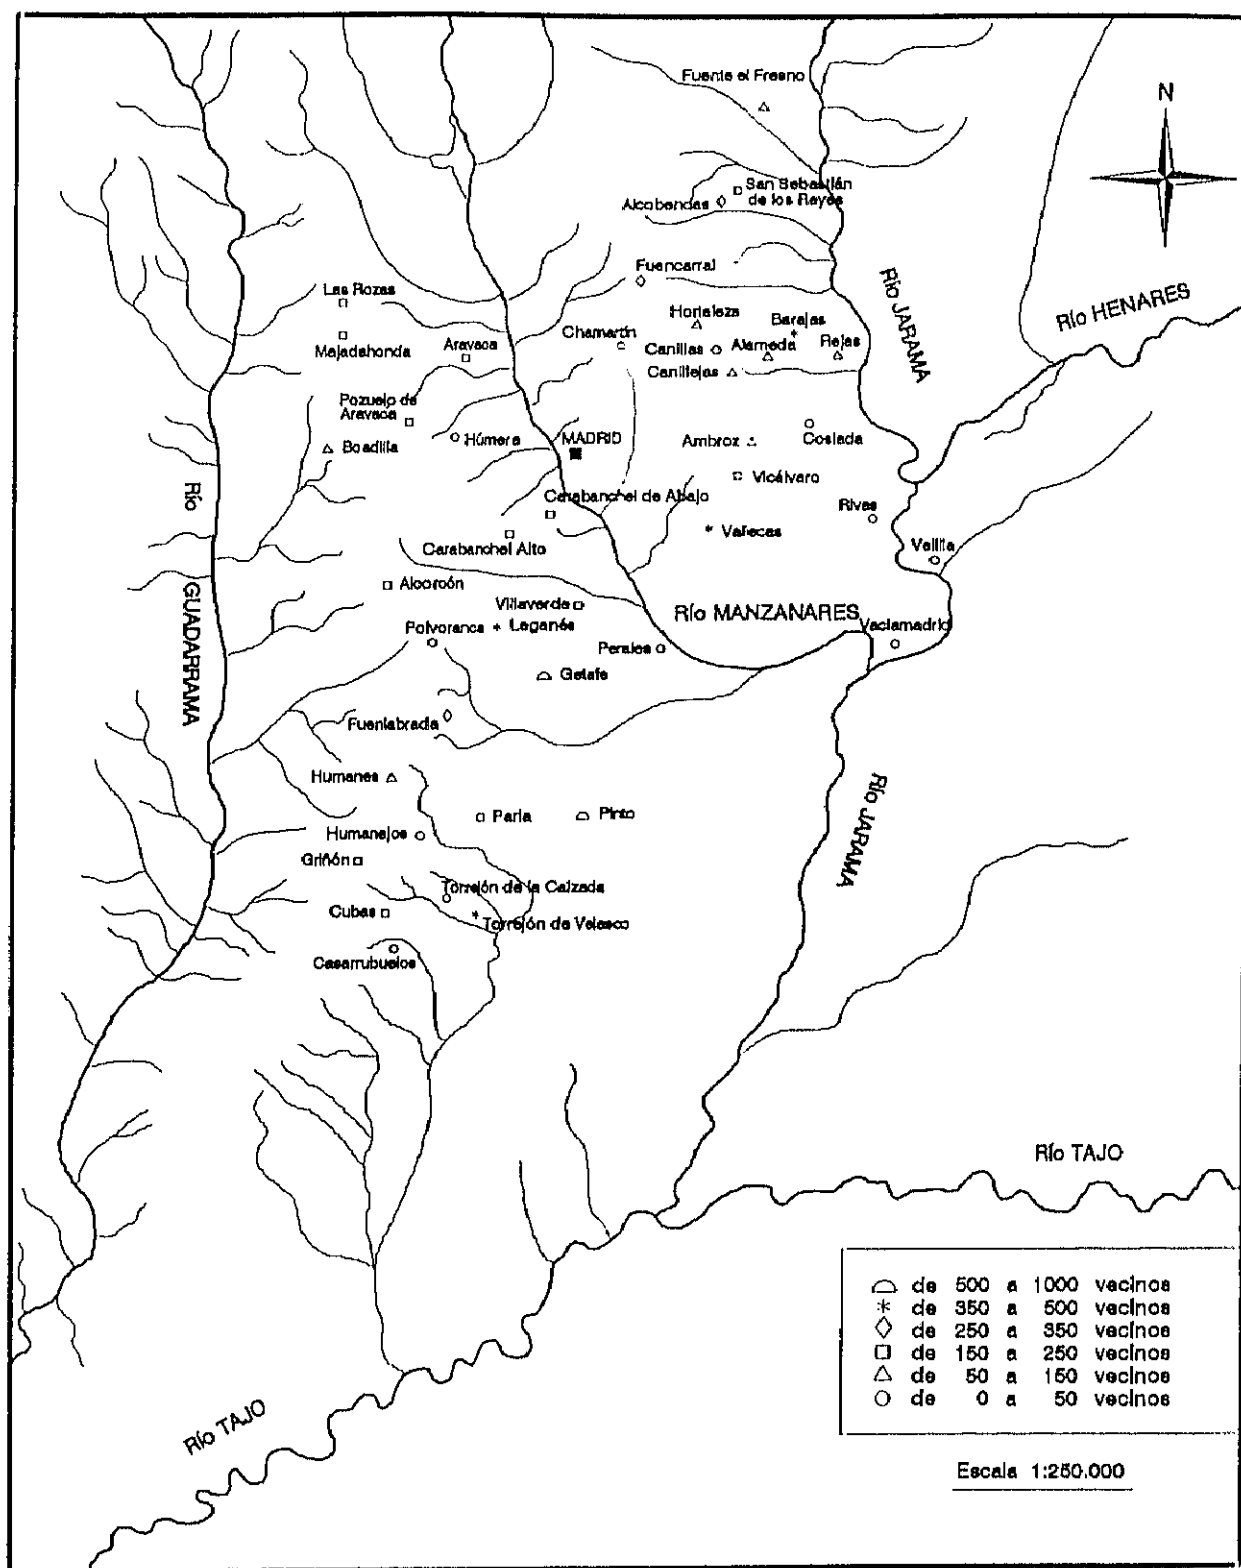 Fuente el Fresno
N
San Sebastián
de los Reyes
Alcobendas
Fuencarral
Río JARAMA
Río HENARES
Las Rozas
Hortaleza
Barajas
Chamartín
Majadahonda
Aravaca
Canillas
Alameda
Rejas
Canillejas
Pozuelo de
Aravaca
Húmera
MADRID
Ambroz
Coslada
Boadilla
Vicálvaro
Río
GUADARRAMA
Carabanchel de Abajo
Rivas
Vallecas
Carabanchel Alto
Velilla
Alcorcón
Villaverde
Río MANZANARES
Polvoranca
Leganés
Vaciamadrid
Perales
Getafe
Fuenlabrada
Humanes
Río JARAMA
Parla
Pinto
Humanejos
Griñón
Torrejón de la Calzada
Cubas
Torrejón de Velasco
Casarrubuelos
Río TAJO
de 500 a 1000 vecinos
de 350 a 500 vecinos
de 250 a 350 vecinos
de 150 a 250 vecinos
de 50 a 150 vecinos
de 0 a 50 vecinos
Río TAJO
Escala 1:250.000